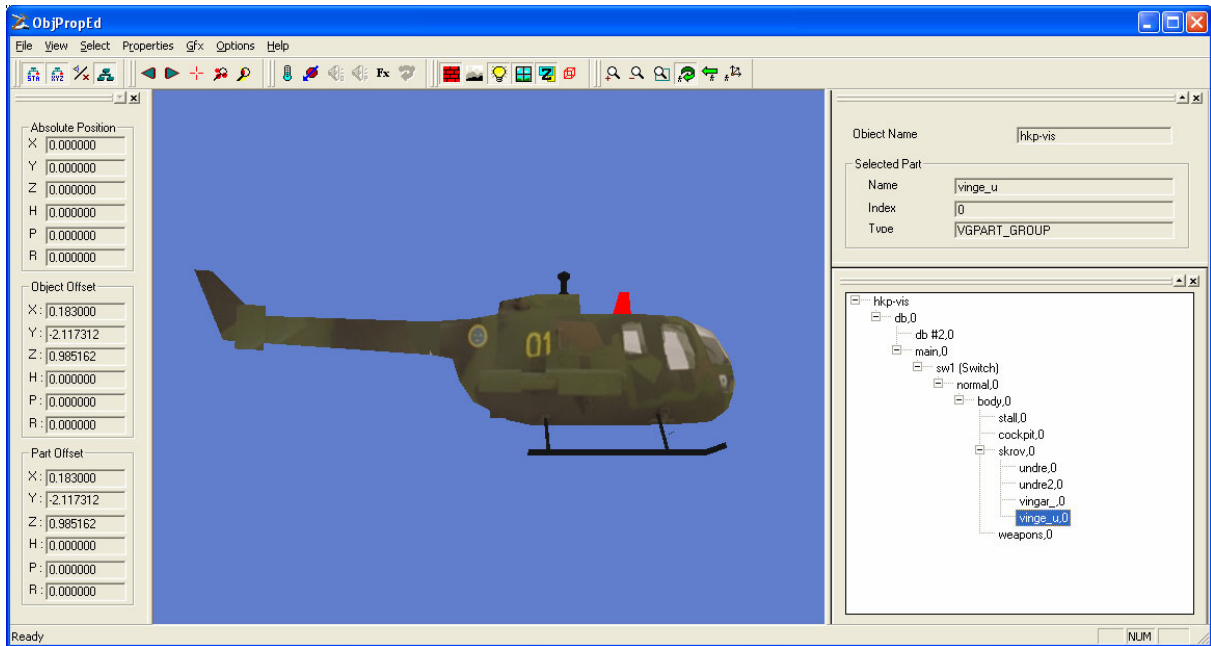 ObjPropEd
File View Select Properties Gfx Options Help
STR XYZ Fx Z
Absolute Position
X 0.000000
Y 0.000000
Z 0.000000
H 0.000000
P 0.000000
R 0.000000
Object Offset
X: 0.183000
Y: -2.117312
Z: 0.985162
H: 0.000000
P: 0.000000
R: 0.000000
Part Offset
X: 0.183000
Y: -2.117312
Z: 0.985162
H: 0.000000
P: 0.000000
R: 0.000000
01
Object Name hkp-vis
Selected Part
Name vinge_u
Index 0
Type VGPART_GROUP
hkp-vis
db,0
db #2,0
main,0
sw1 (Switch)
normal,0
body,0
stall,0
cockpit,0
skrov,0
undre,0
undre2,0
vingar_,0
vinge_u,0
weapons,0
Ready NUM